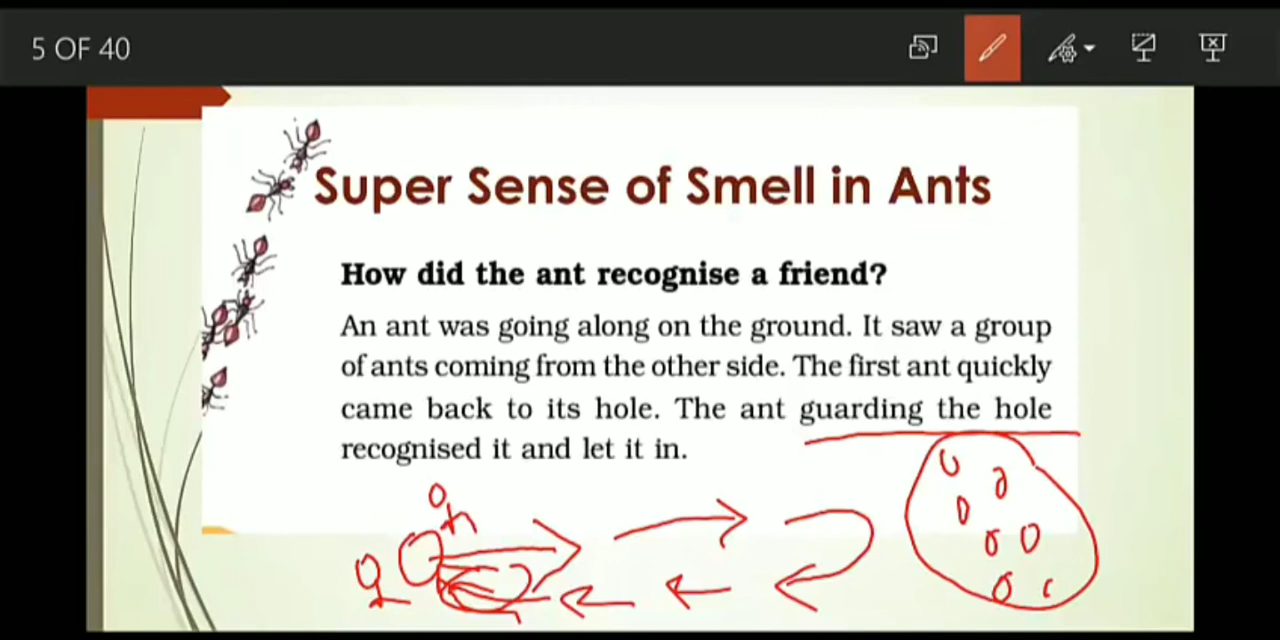 5 OF 40
Super Sense of Smell in Ants
How did the ant recognise a friend?
An ant was going along on the ground. It saw a group
of ants coming from the other side. The first ant quickly
came back to its hole. The ant guarding the hole
recognised it and let it in.